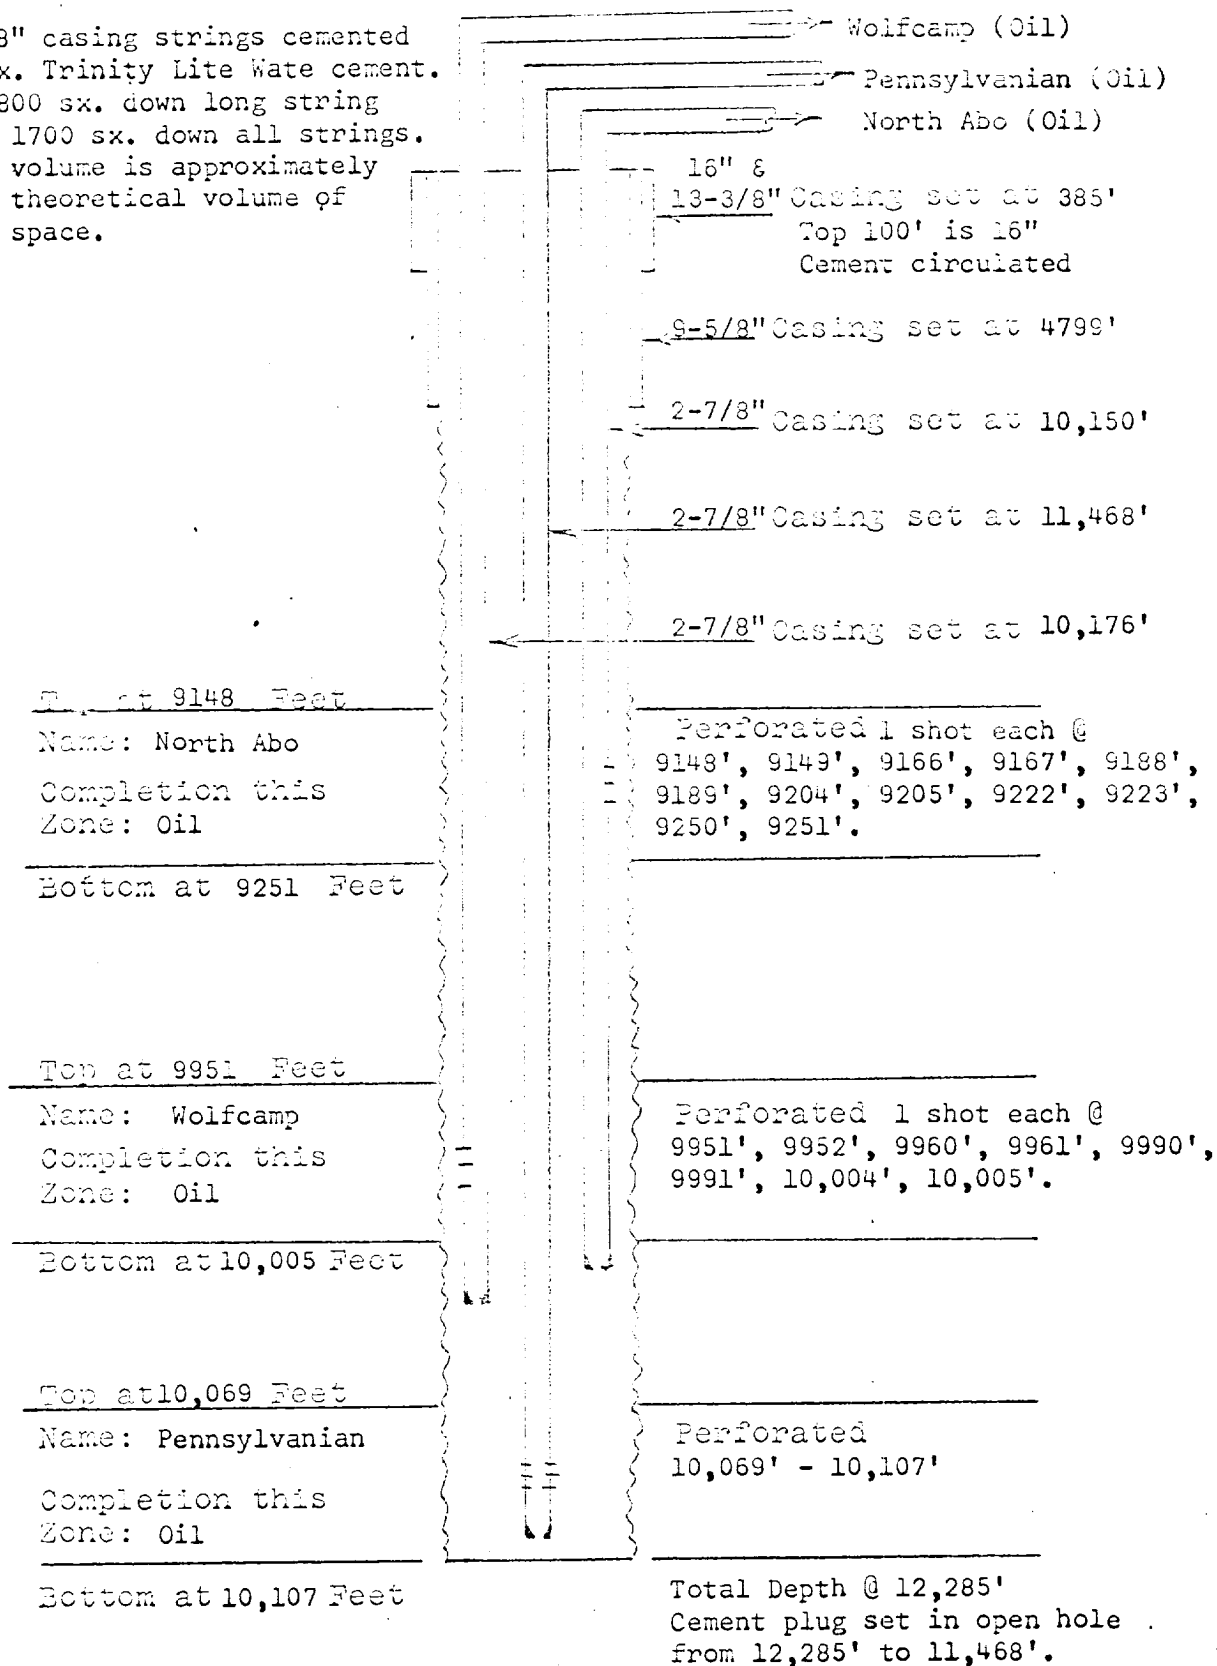 8" casing strings cemented
x. Trinity Lite Wate cement.
800 sx. down long string
1700 sx. down all strings.
volume is approximately
theoretical volume of
space.
Wolfcamp (Oil)
Pennsylvanian (Oil)
North Abo (Oil)
16" &
13-3/8" Casing set at 385'
Top 100' is 16"
Cement circulated
9-5/8" Casing set at 4799'
2-7/8" Casing set at 10,150'
2-7/8" Casing set at 11,468'
2-7/8" Casing set at 10,176'
Top at 9148 Feet
Name: North Abo
Completion this
Zone: Oil
Bottom at 9251 Feet
Perforated 1 shot each @
9148', 9149', 9166', 9167', 9188',
9189', 9204', 9205', 9222', 9223',
9250', 9251'.
Top at 9951 Feet
Name: Wolfcamp
Completion this
Zone: Oil
Bottom at 10,005 Feet
Perforated 1 shot each @
9951', 9952', 9960', 9961', 9990',
9991', 10,004', 10,005'.
Top at 10,069 Feet
Name: Pennsylvanian
Completion this
Zone: Oil
Bottom at 10,107 Feet
Perforated
10,069' - 10,107'
Total Depth @ 12,285'
Cement plug set in open hole
from 12,285' to 11,468'.